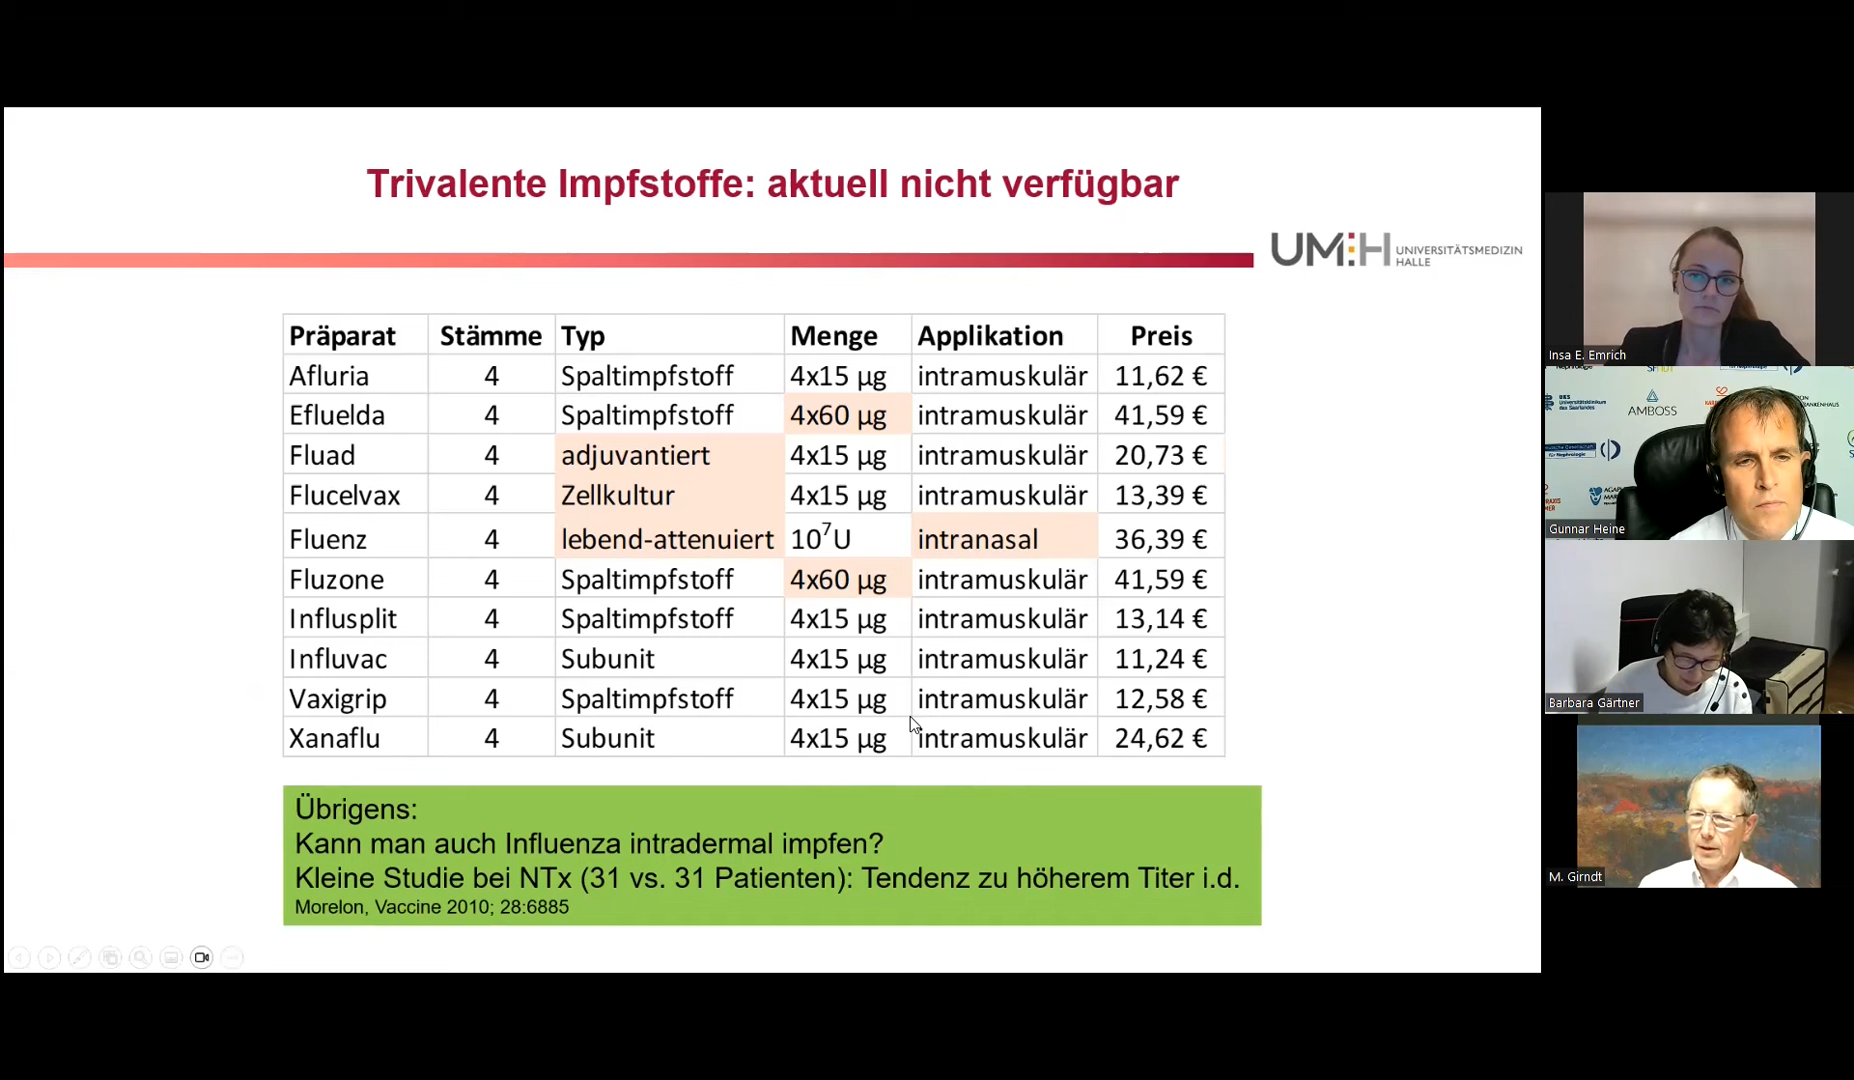 Trivalente Impfstoffe: aktuell nicht verfügbar
UM:H UNIVERSITÄTSMEDIZIN
HALLE
Präparat Stämme Typ Menge Applikation Preis
Afluria 4 Spaltimpfstoff 4x15 µg intramuskulär 11,62 €
Efluelda 4 Spaltimpfstoff 4x60 µg intramuskulär 41,59 €
Fluad 4 adjuvantiert 4x15 µg intramuskulär 20,73 €
Flucelvax 4 Zellkultur 4x15 µg intramuskulär 13,39 €
Fluenz 4 lebend-attenuiert 10⁷U intranasal 36,39 €
Fluzone 4 Spaltimpfstoff 4x60 µg intramuskulär 41,59 €
Influsplit 4 Spaltimpfstoff 4x15 µg intramuskulär 13,14 €
Influvac 4 Subunit 4x15 µg intramuskulär 11,24 €
Vaxigrip 4 Spaltimpfstoff 4x15 µg intramuskulär 12,58 €
Xanaflu 4 Subunit 4x15 µg intramuskulär 24,62 €
Übrigens:
Kann man auch Influenza intradermal impfen?
Kleine Studie bei NTx (31 vs. 31 Patienten): Tendenz zu höherem Titer i.d.
Morelon, Vaccine 2010; 28:6885
Insa E. Emrich
AMBOSS
Gunnar Heine
Barbara Gärtner
M. Girndt